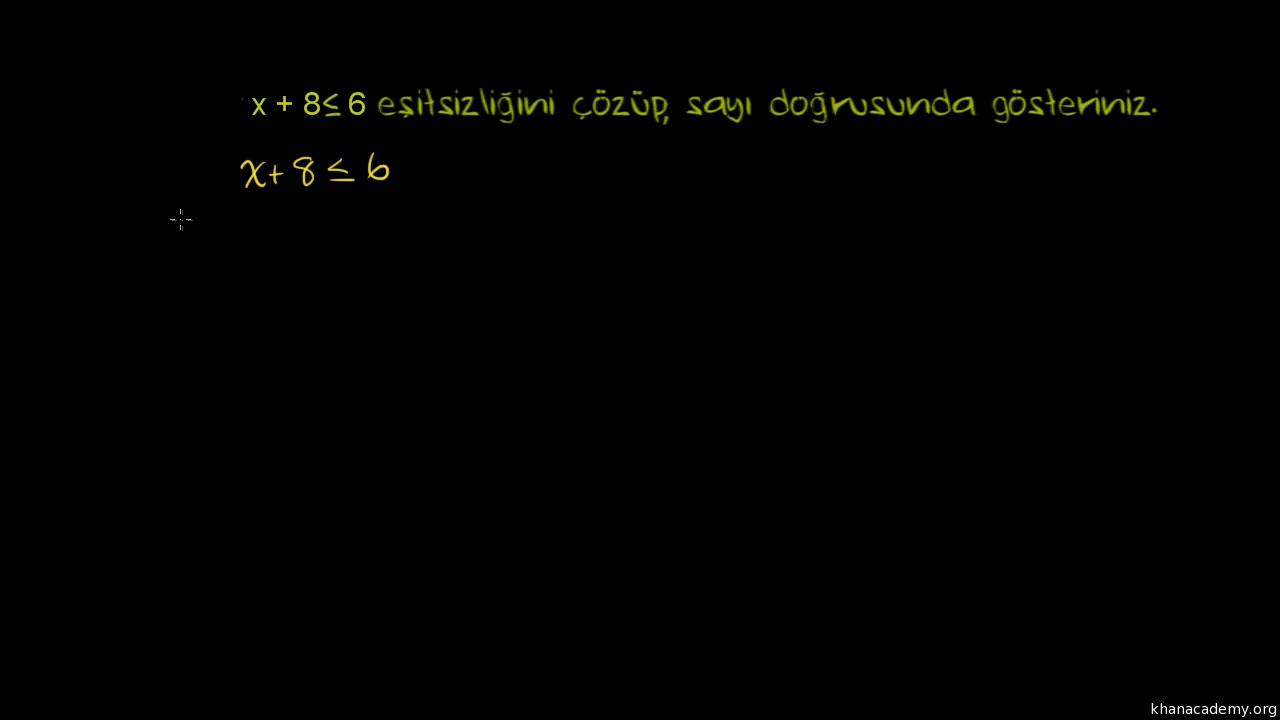 x + 8≤ 6 eşitsizliğini çözüp, sayı doğrusunda gösteriniz.
x + 8 ≤ 6
khanacademy.org